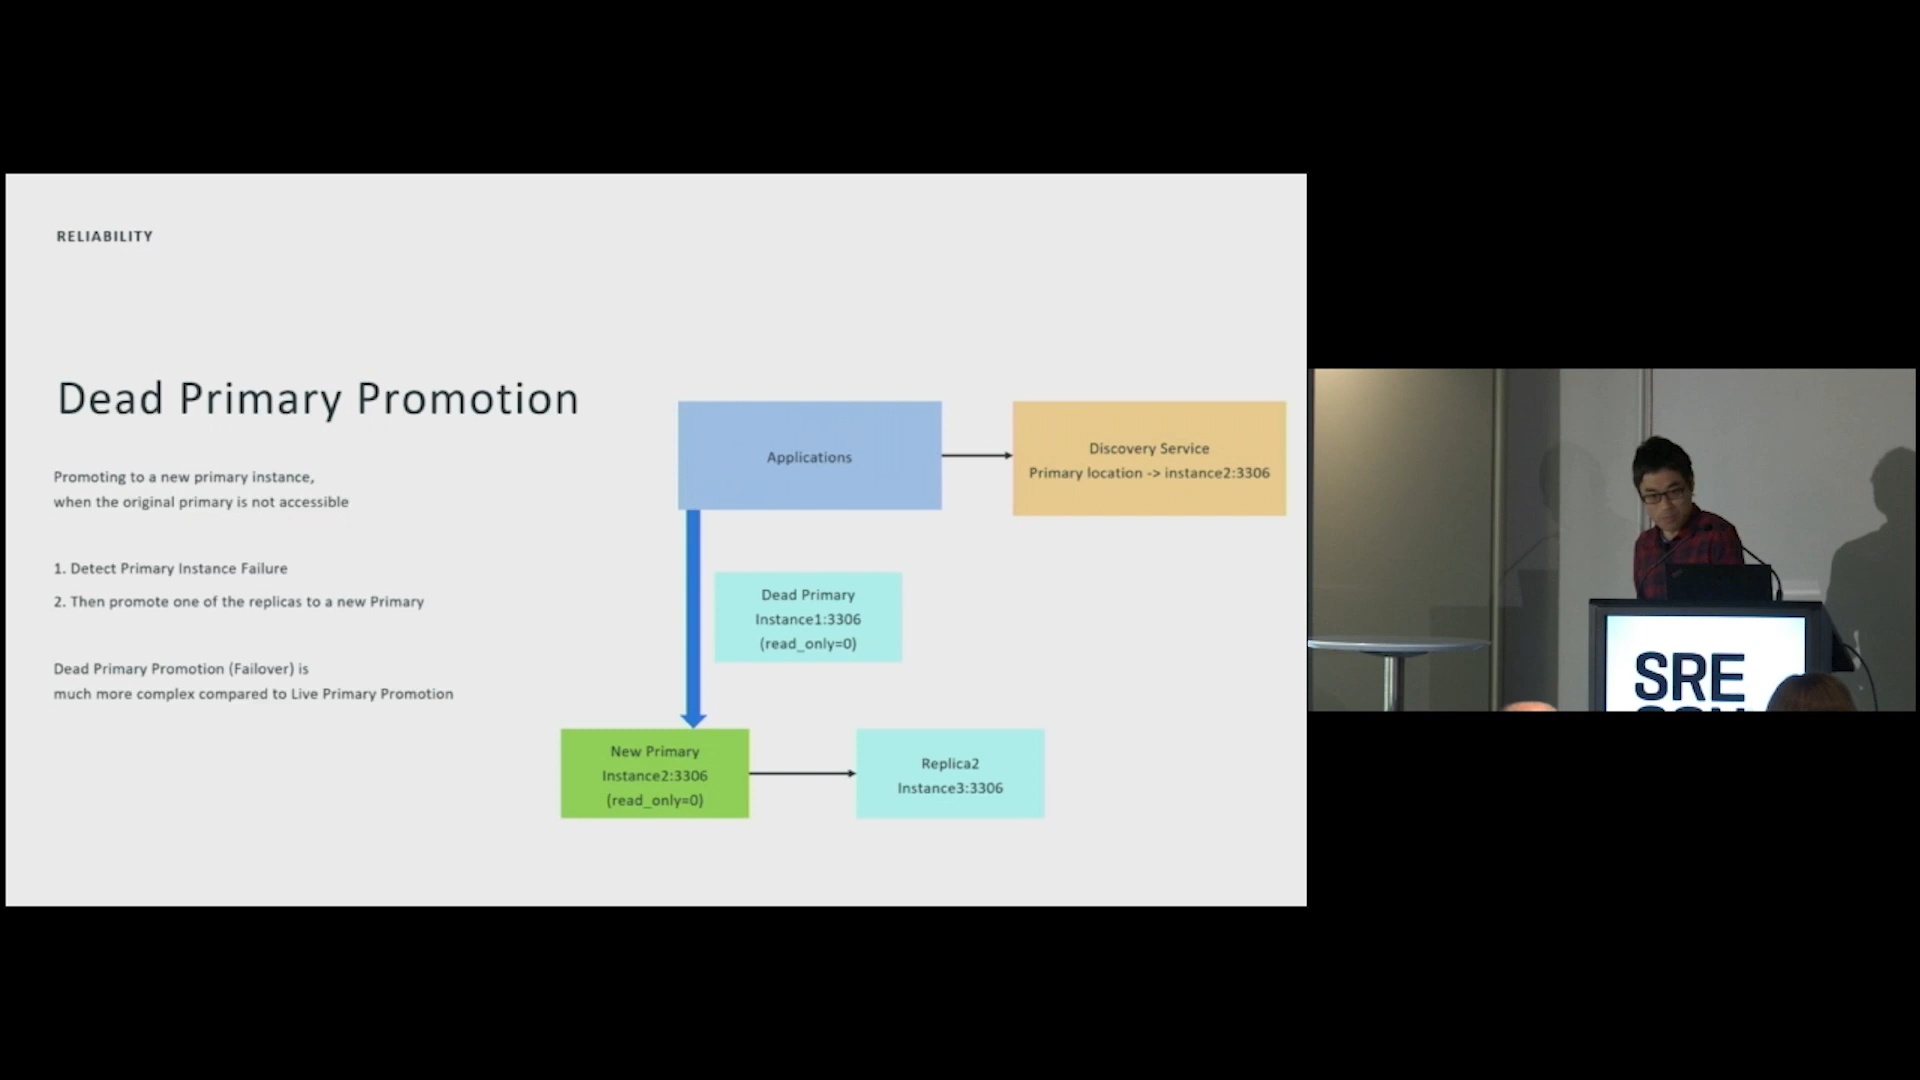 RELIABILITY
Dead Primary Promotion
Promoting to a new primary instance,
when the original primary is not accessible
1. Detect Primary Instance Failure
2. Then promote one of the replicas to a new Primary
Dead Primary Promotion (Failover) is
much more complex compared to Live Primary Promotion
Applications
Discovery Service
Primary location -> instance2:3306
Dead Primary
Instance1:3306
(read_only=0)
New Primary
Instance2:3306
(read_only=0)
Replica2
Instance3:3306
SRE